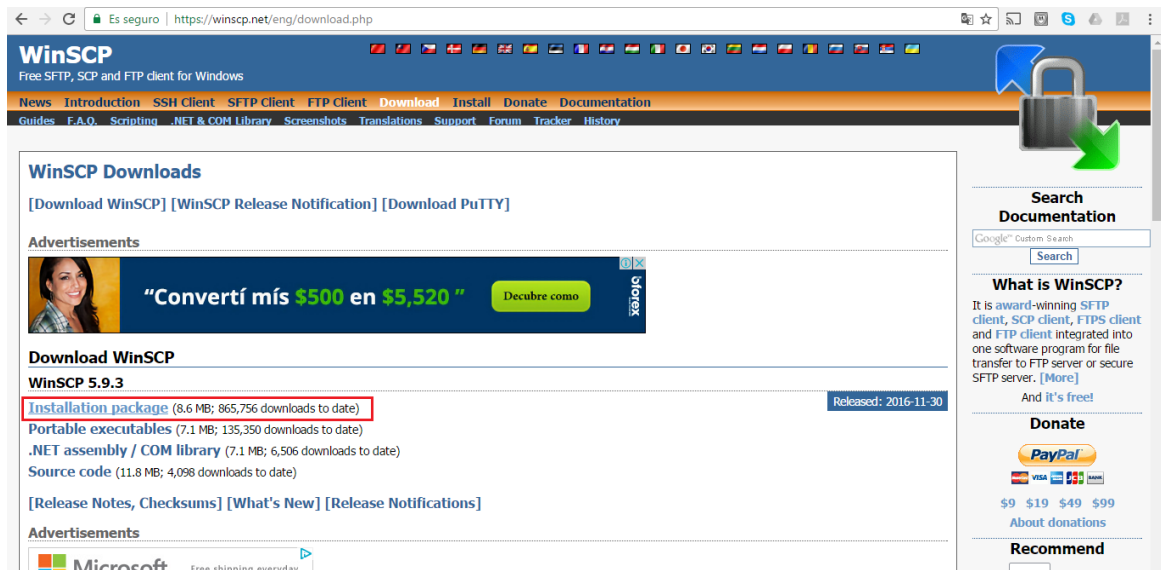 Es seguro | https://winscp.net/eng/download.php
WinSCP
Free SFTP, SCP and FTP client for Windows
News Introduction SSH Client SFTP Client FTP Client Download Install Donate Documentation
Guides F.A.Q. Scripting .NET & COM Library Screenshots Translations Support Forum Tracker History
WinSCP Downloads
[Download WinSCP] [WinSCP Release Notification] [Download PuTTY]
Advertisements
“Convertí mís $500 en $5,520 ”
Decubre como
bforex
Download WinSCP
WinSCP 5.9.3
Released: 2016-11-30
Installation package (8.6 MB; 865,756 downloads to date)
Portable executables (7.1 MB; 135,350 downloads to date)
.NET assembly / COM library (7.1 MB; 6,506 downloads to date)
Source code (11.8 MB; 4,098 downloads to date)
[Release Notes, Checksums] [What's New] [Release Notifications]
Advertisements
Microsoft Free shipping everyday
Search
Documentation
Google™ Custom Search
Search
What is WinSCP?
It is award-winning SFTP
client, SCP client, FTPS client
and FTP client integrated into
one software program for file
transfer to FTP server or secure
SFTP server. [More]
And it's free!
Donate
PayPal
VISA
$9 $19 $49 $99
About donations
Recommend